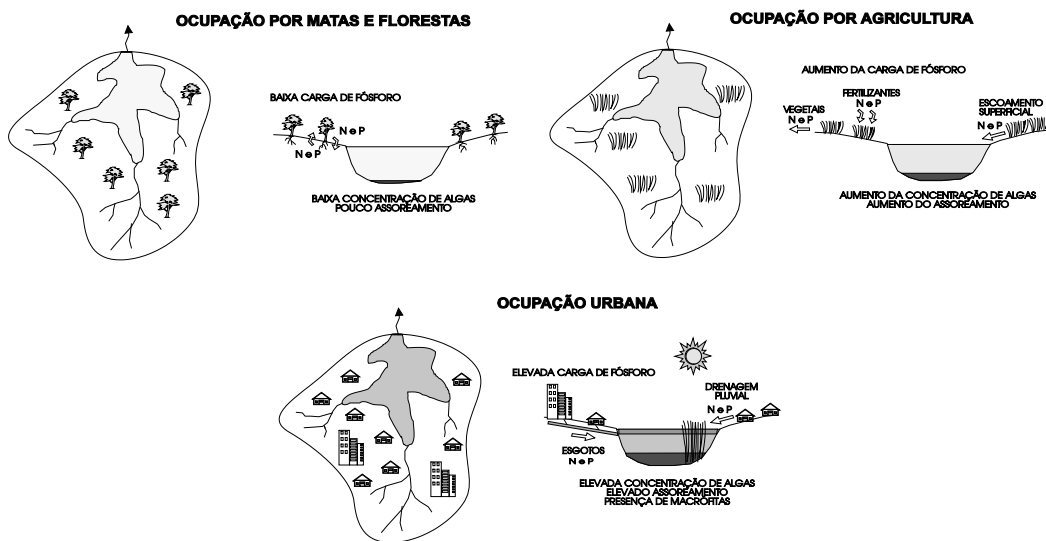 OCUPAÇÃO POR MATAS E FLORESTAS
BAIXA CARGA DE FÓSFORO
N e P
N e P
BAIXA CONCENTRAÇÃO DE ALGAS
POUCO ASSOREAMENTO
OCUPAÇÃO POR AGRICULTURA
AUMENTO DA CARGA DE FÓSFORO
FERTILIZANTES
N e P
VEGETAIS
N e P
ESCOAMENTO
SUPERFICIAL
N e P
AUMENTO DA CONCENTRAÇÃO DE ALGAS
AUMENTO DO ASSOREAMENTO
OCUPAÇÃO URBANA
ELEVADA CARGA DE FÓSFORO
DRENAGEM
PLUVIAL
N e P
ESGOTOS
N e P
ELEVADA CONCENTRAÇÃO DE ALGAS
ELEVADO ASSOREAMENTO
PRESENÇA DE MACRÓFITAS